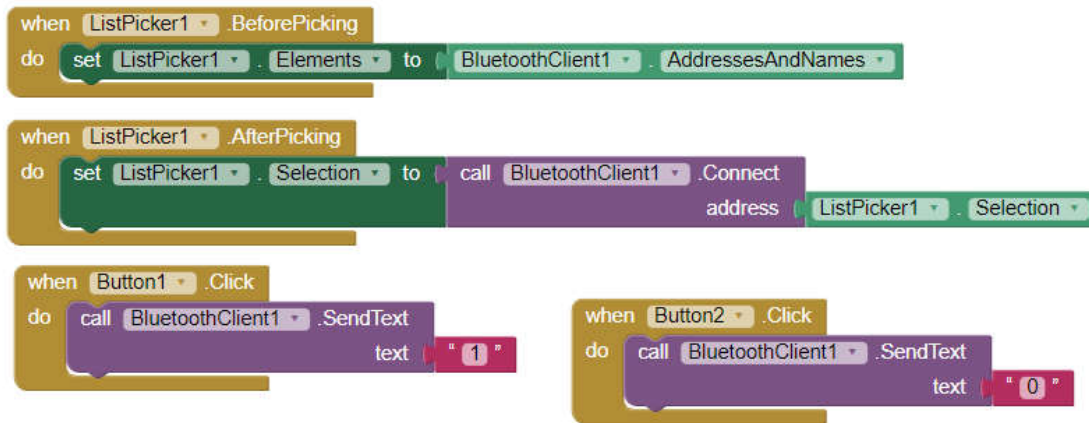 when ListPicker1 .BeforePicking
do set ListPicker1 . Elements to BluetoothClient1 . AddressesAndNames
when ListPicker1 .AfterPicking
do set ListPicker1 . Selection to call BluetoothClient1 .Connect
address ListPicker1 . Selection
when Button1 .Click
do call BluetoothClient1 .SendText
text " 1 "
when Button2 .Click
do call BluetoothClient1 .SendText
text " 0 "